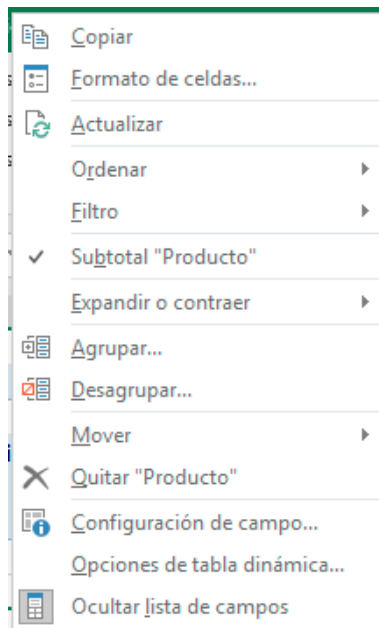 Copiar
Formato de celdas...
Actualizar
Ordenar
Filtro
Subtotal "Producto"
Expandir o contraer
Agrupar...
Desagrupar...
Mover
Quitar "Producto"
Configuración de campo...
Opciones de tabla dinámica...
Ocultar lista de campos